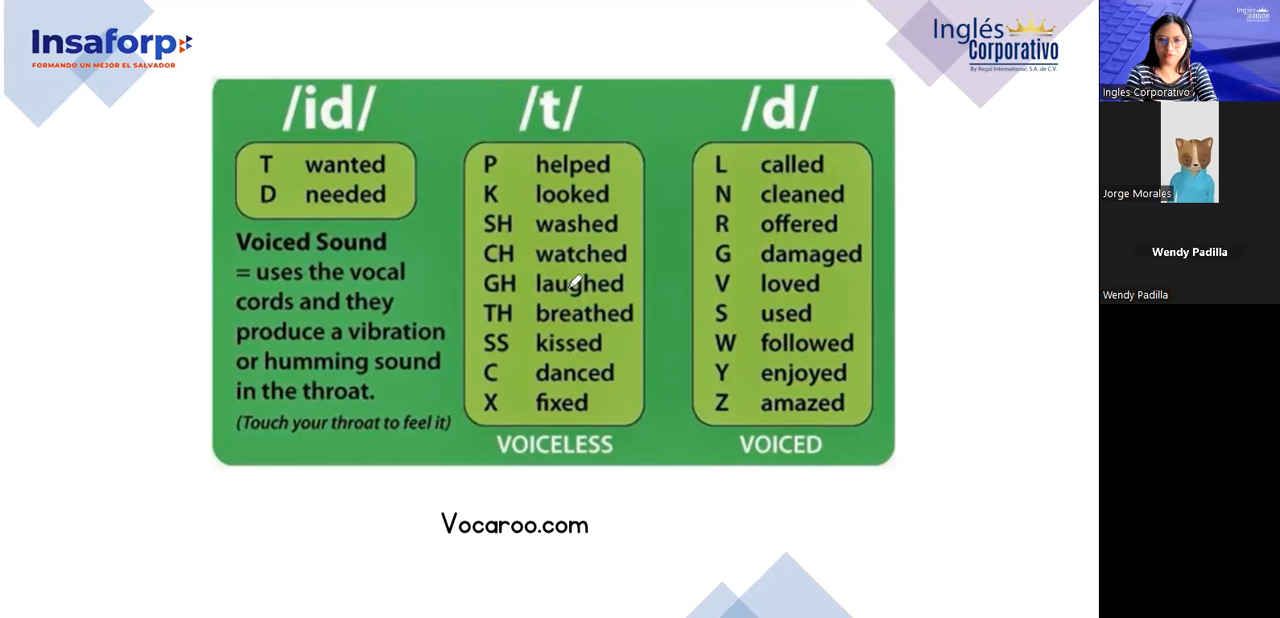 Insaforp
FORMANDO UN MEJOR EL SALVADOR
Inglés
Corporativo
By Regal International, S.A. de C.V.
/id/
T wanted
D needed
Voiced Sound
= uses the vocal
cords and they
produce a vibration
or humming sound
in the throat.
(Touch your throat to feel it)
/t/
P helped
K looked
SH washed
CH watched
GH laughed
TH breathed
SS kissed
C danced
X fixed
VOICELESS
/d/
L called
N cleaned
R offered
G damaged
V loved
S used
W followed
Y enjoyed
Z amazed
VOICED
Vocaroo.com
Ingles Corporativo
Jorge Morales
Wendy Padilla
Wendy Padilla